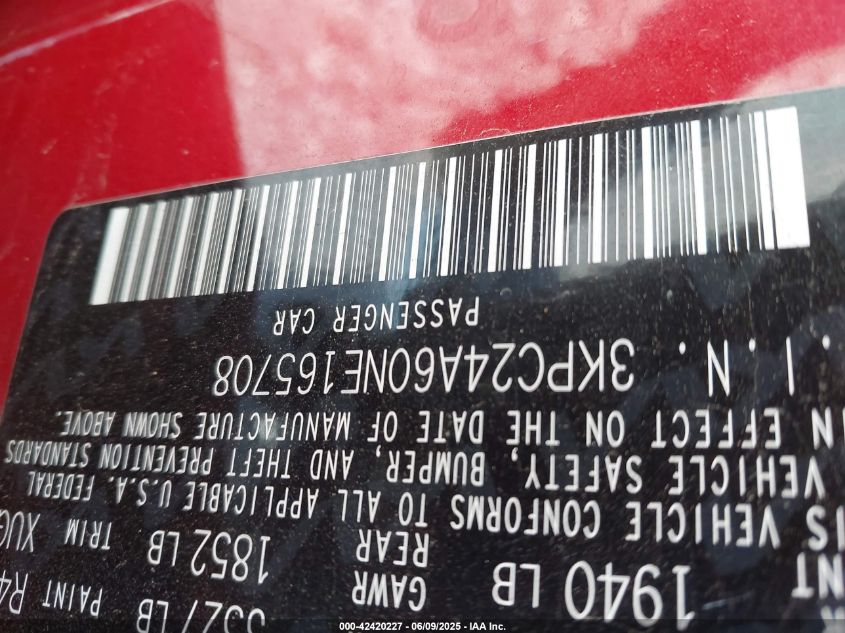 LB PAINT R4
NT 1940 LB GAWR REAR 1852 LB TRIM
IS VEHICLE CONFORMS TO ALL APPLICABLE U.S.A. FEDERAL
VEHICLE SAFETY, BUMPER, AND THEFT PREVENTION STANDARDS
IN EFFECT ON THE DATE OF MANUFACTURE SHOWN ABOVE.
.I.N. 3KPC24A60NE165708
PASSENGER CAR
000-42420227 - 06/09/2025 - IAA Inc.